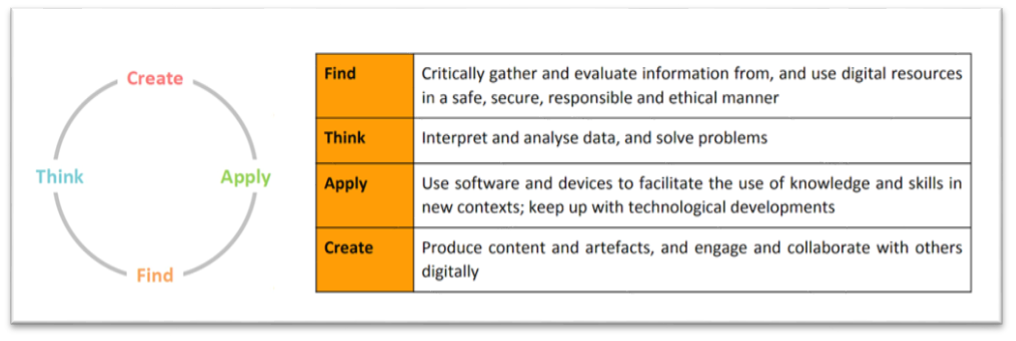 Create
Think
Apply
Find
Find
Critically gather and evaluate information from, and use digital resources
in a safe, secure, responsible and ethical manner
Think
Interpret and analyse data, and solve problems
Apply
Use software and devices to facilitate the use of knowledge and skills in
new contexts; keep up with technological developments
Create
Produce content and artefacts, and engage and collaborate with others
digitally